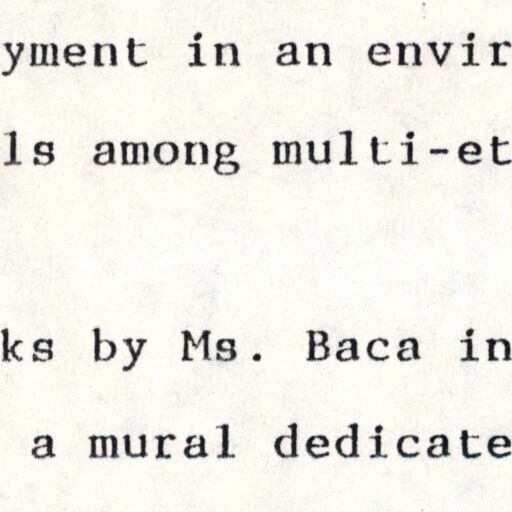 yment in an envir
ls among multi-et
ks by Ms. Baca in
a mural dedicate